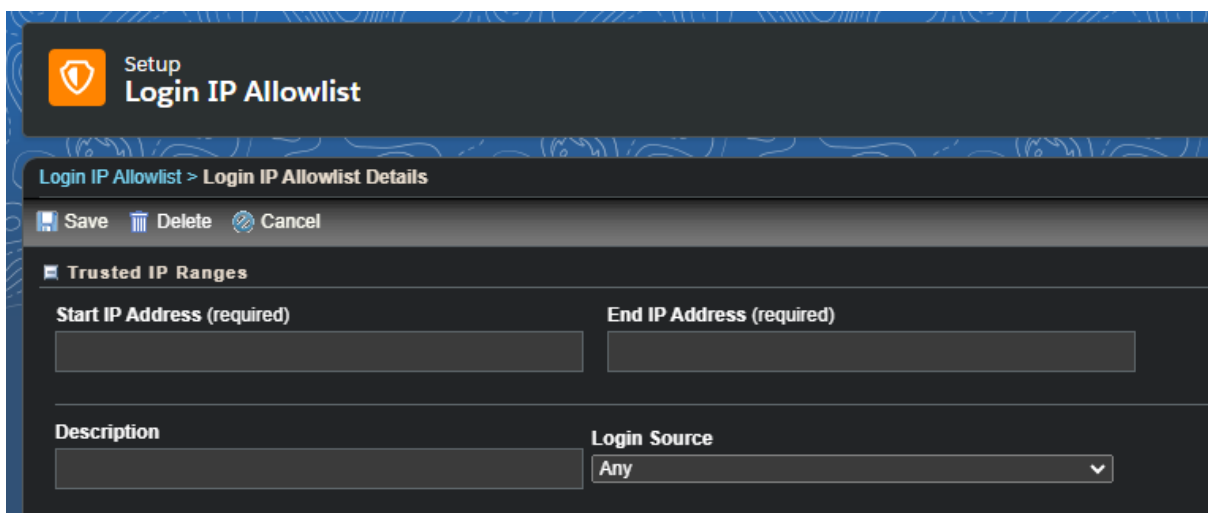 Setup
Login IP Allowlist
Login IP Allowlist > Login IP Allowlist Details
Save Delete Cancel
Trusted IP Ranges
Start IP Address (required) End IP Address (required)
Description Login Source
Any